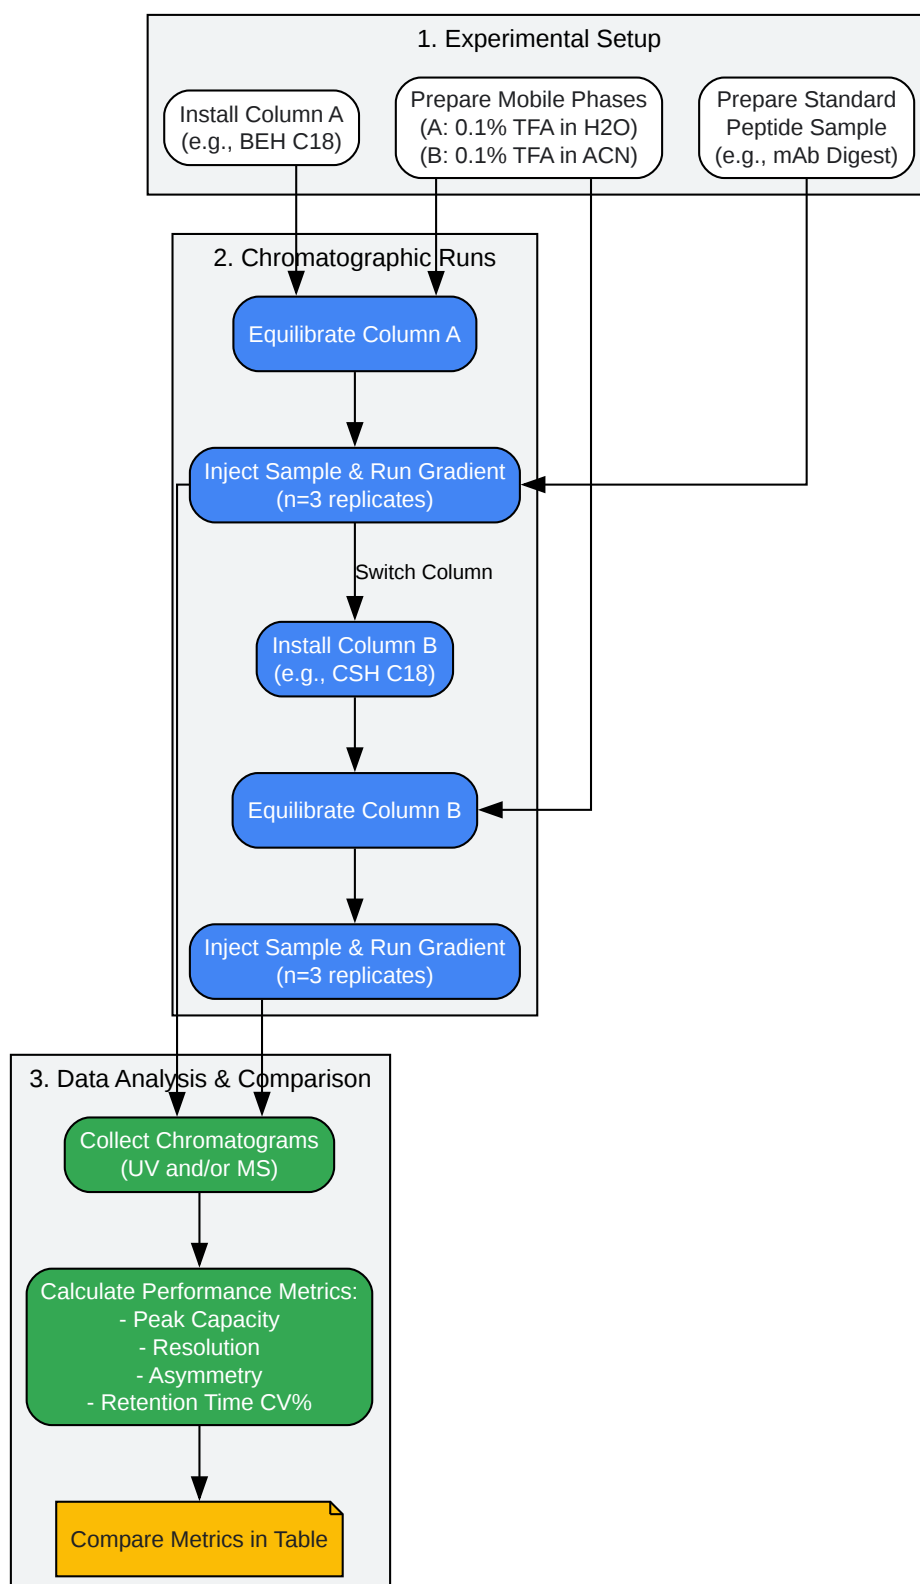 1. Experimental Setup
Install Column A
(e.g., BEH C18)
Prepare Mobile Phases
(A: 0.1% TFA in H2O)
(B: 0.1% TFA in ACN)
Prepare Standard
Peptide Sample
(e.g., mAb Digest)
2. Chromatographic Runs
Equilibrate Column A
Inject Sample & Run Gradient
(n=3 replicates)
Switch Column
Install Column B
(e.g., CSH C18)
Equilibrate Column B
Inject Sample & Run Gradient
(n=3 replicates)
3. Data Analysis & Comparison
Collect Chromatograms
(UV and/or MS)
Calculate Performance Metrics:
- Peak Capacity
- Resolution
- Asymmetry
- Retention Time CV%
Compare Metrics in Table